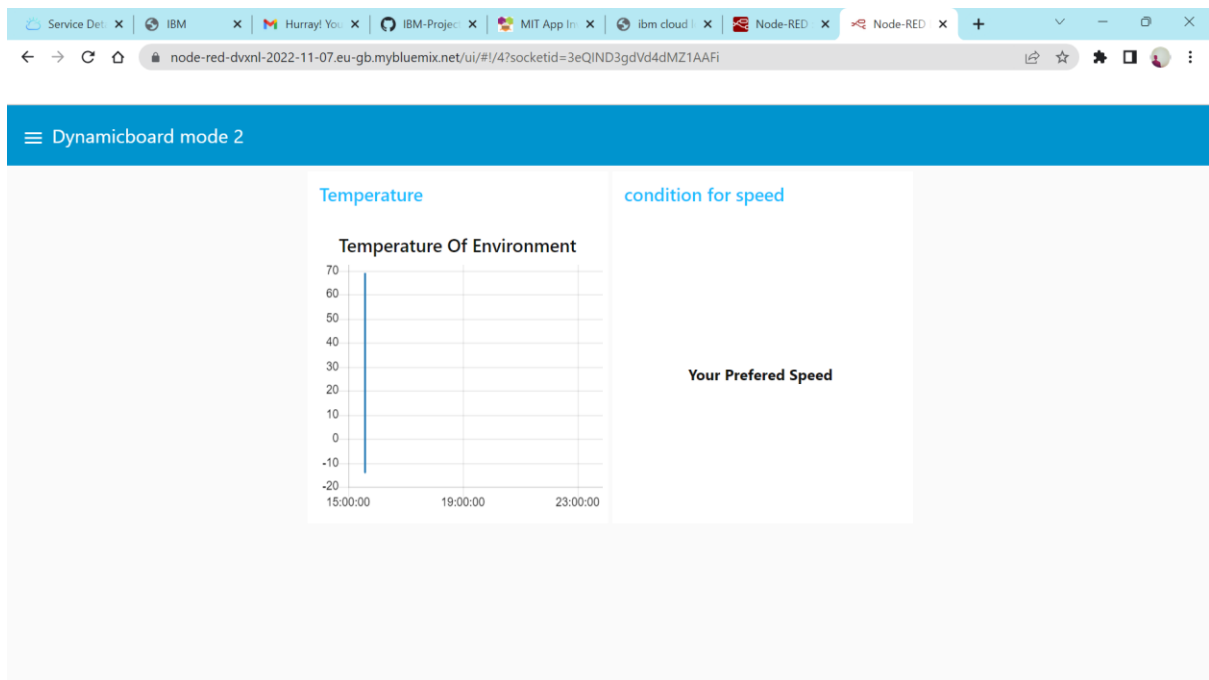 Service Det
IBM
Hurray! You
IBM-Projec
MIT App In
ibm cloud
Node-RED
Node-RED
node-red-dvxnl-2022-11-07.eu-gb.mybluemix.net/ui/#!/4?socketid=3eQIND3gdVd4dMZ1AAFi
Dynamicboard mode 2
Temperature
condition for speed
Temperature Of Environment
70
60
50
40
30
20
10
0
-10
-20
15:00:00 19:00:00 23:00:00
Your Prefered Speed